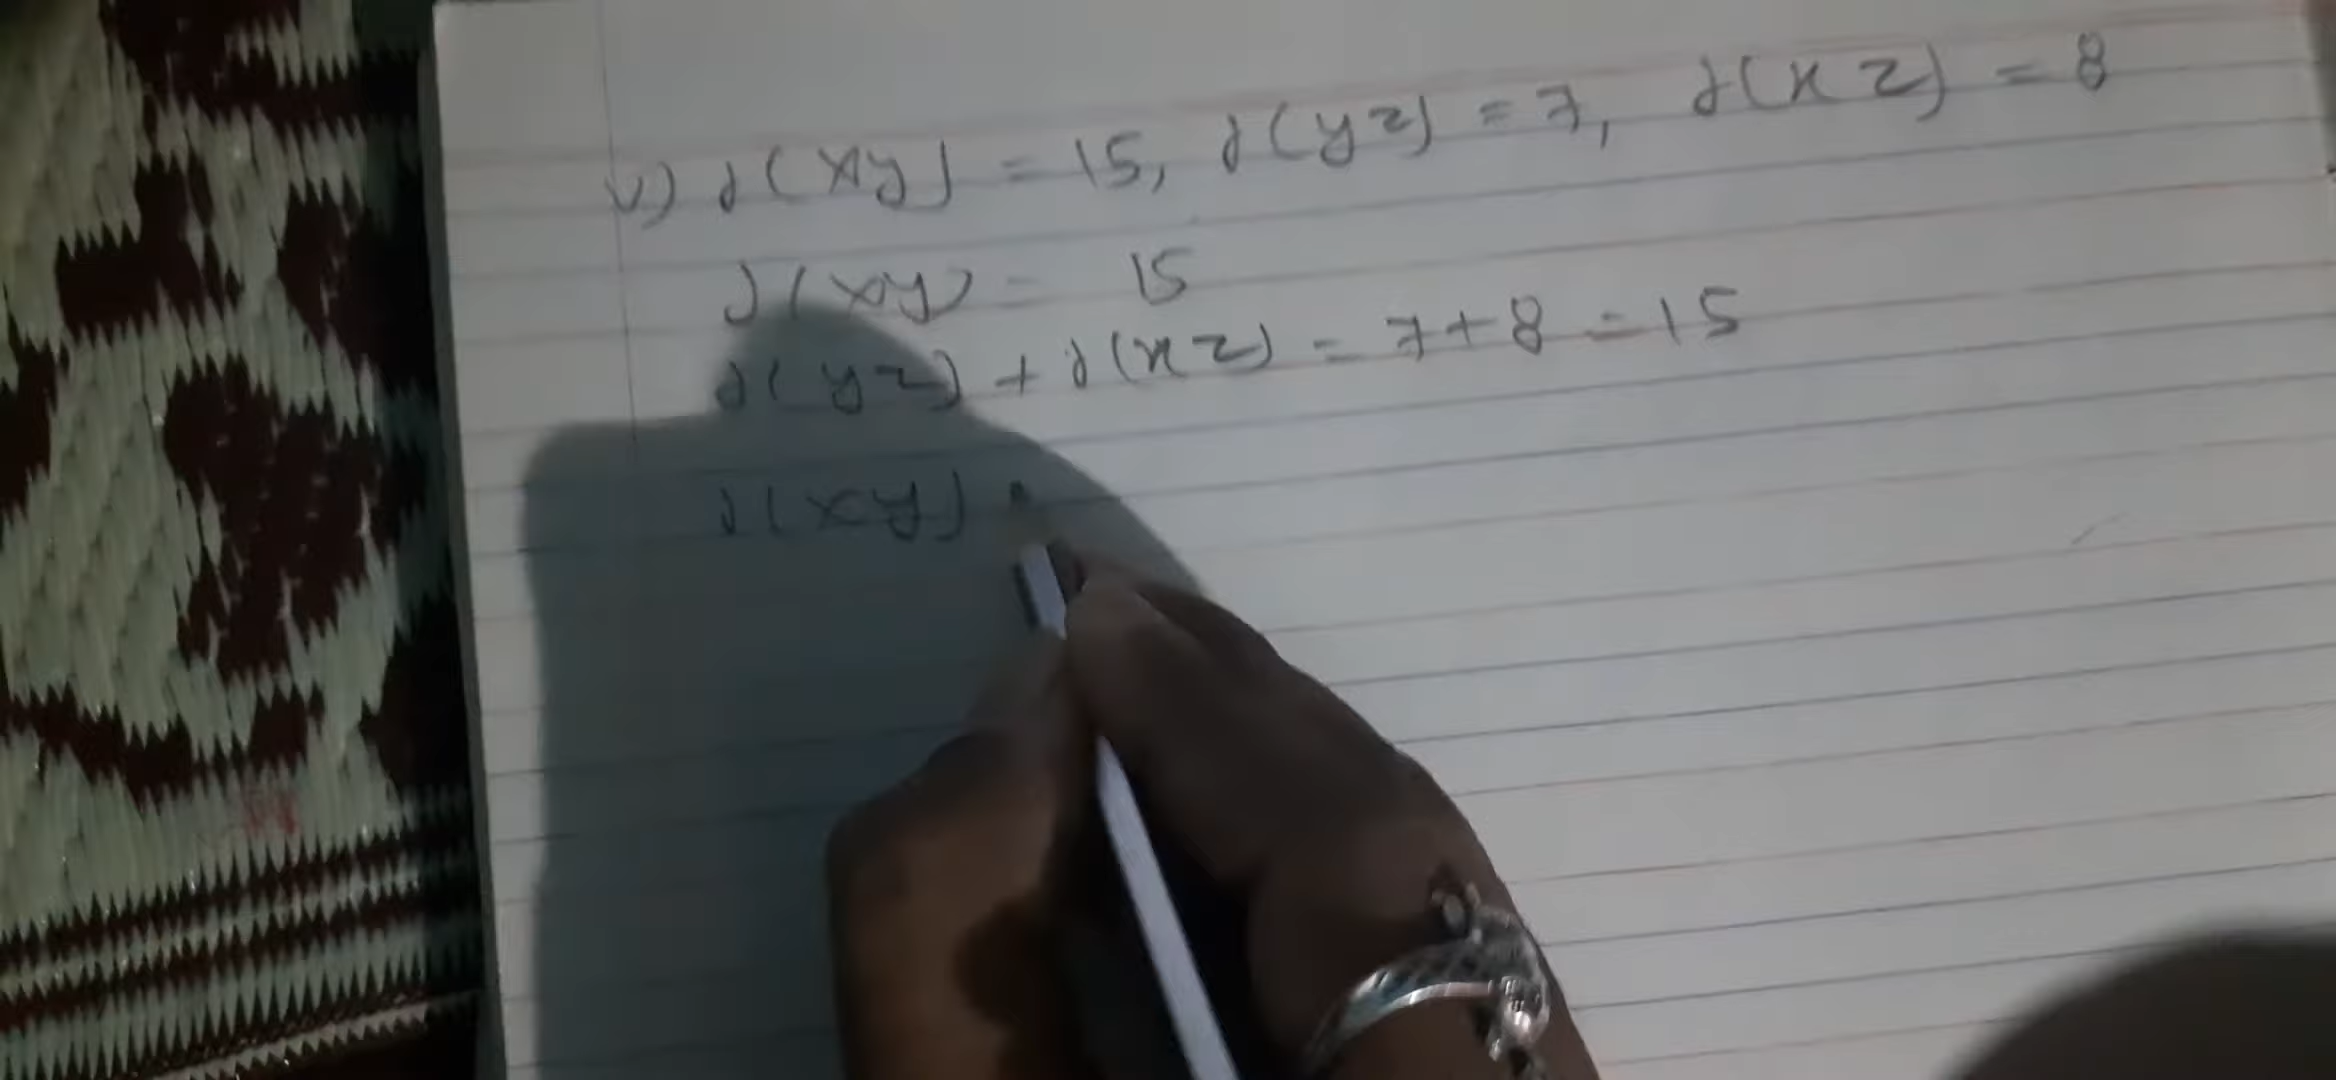 v) d(xy) = 15, d(yz) = 7, d(xz) = 8
d(xy) = 15
d(yz) + d(xz) = 7+8 = 15
d(xy)